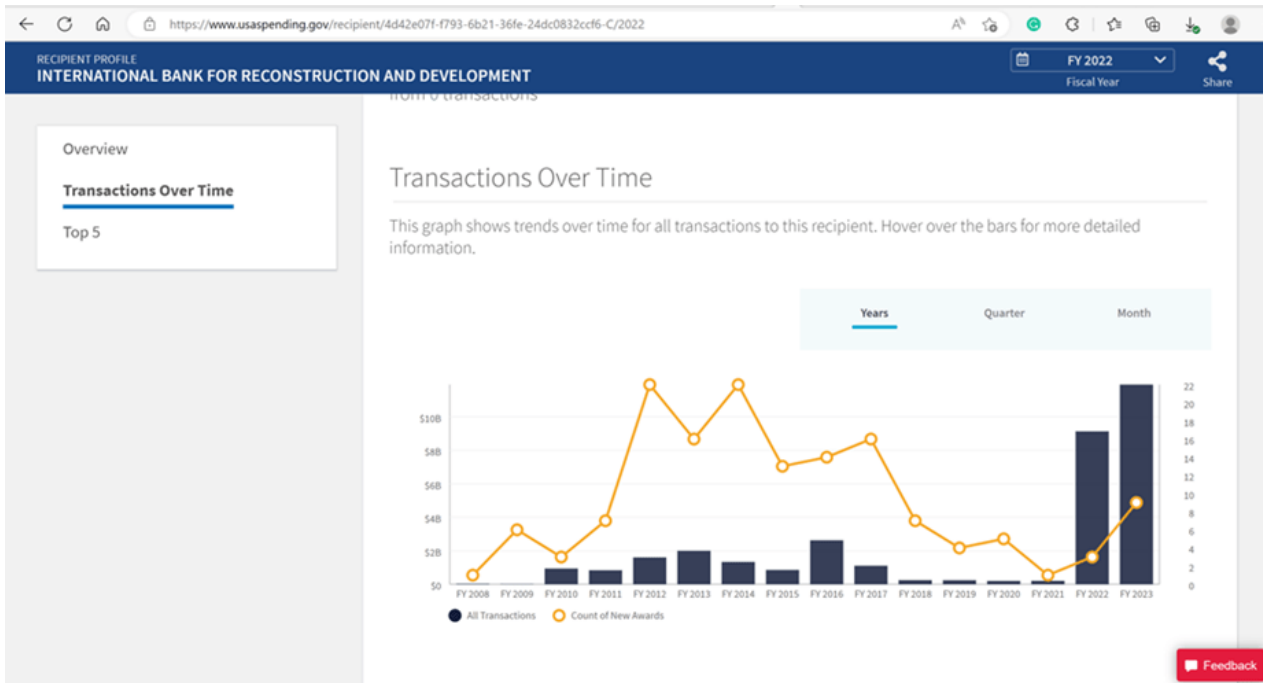 https://www.usaspending.gov/recipient/4d42e07f-f793-6b21-36fe-24dc0832ccf6-C/2022
RECIPIENT PROFILE
INTERNATIONAL BANK FOR RECONSTRUCTION AND DEVELOPMENT
FY 2022
Fiscal Year
Share
from 0 transactions
Overview
Transactions Over Time
Top 5
Transactions Over Time
This graph shows trends over time for all transactions to this recipient. Hover over the bars for more detailed
information.
Years Quarter Month
$10B
$8B
$6B
$4B
$2B
$0
22
20
18
16
14
12
10
8
6
4
2
0
FY 2008 FY 2009 FY 2010 FY 2011 FY 2012 FY 2013 FY 2014 FY 2015 FY 2016 FY 2017 FY 2018 FY 2019 FY 2020 FY 2021 FY 2022 FY 2023
All Transactions Count of New Awards
Feedback